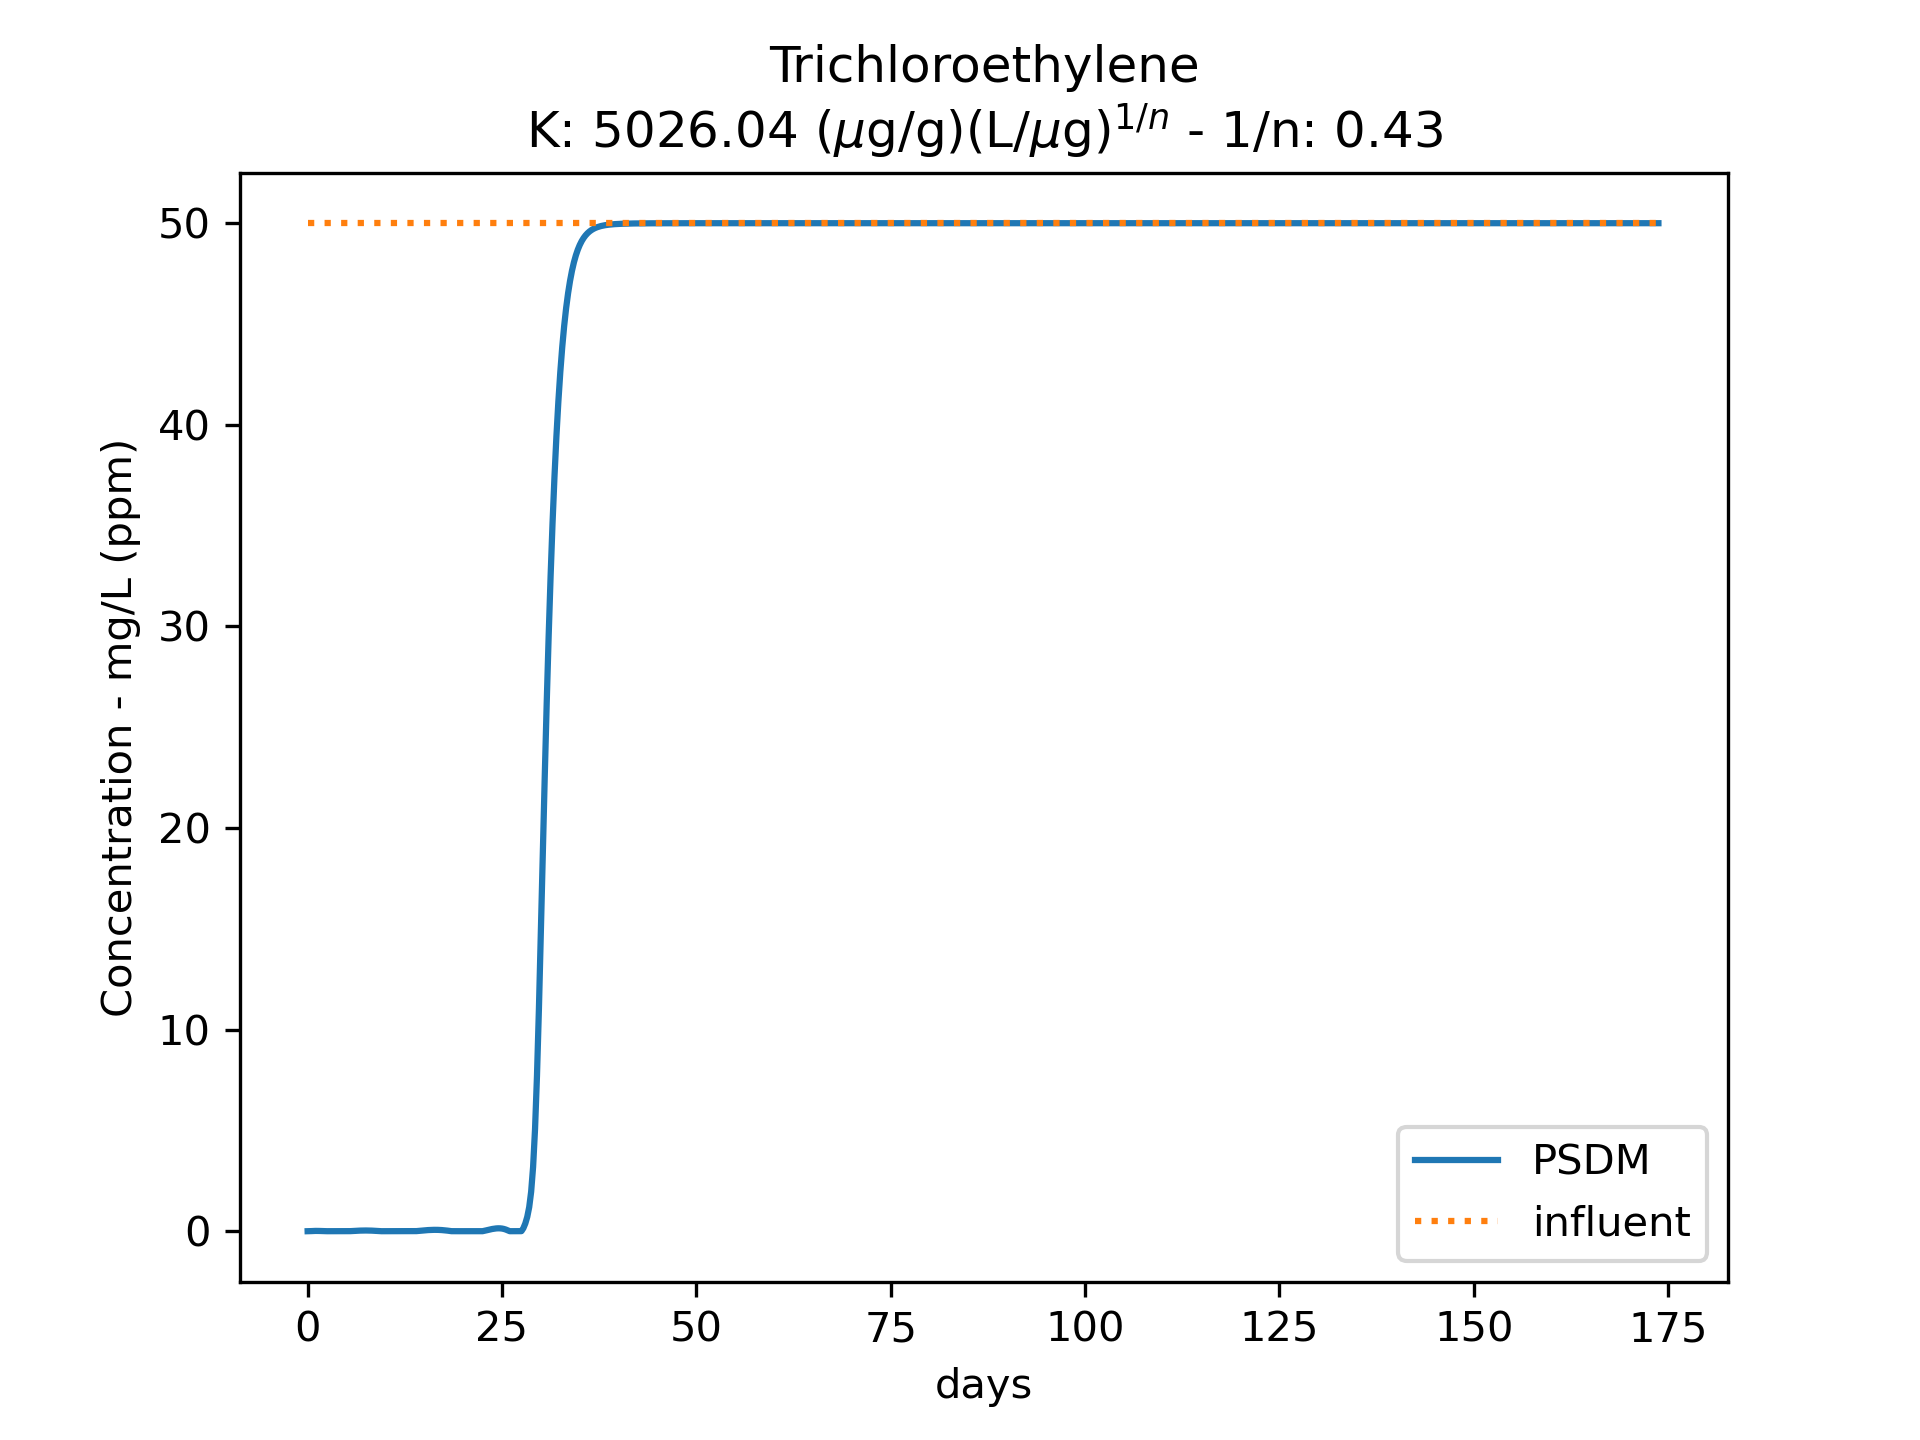 Trichloroethylene
K: 5026.04 (μg/g)(L/μg)^{1/n} - 1/n: 0.43
Concentration - mg/L (ppm)
50
40
30
20
10
0
0 25 50 75 100 125 150 175
days
PSDM
influent